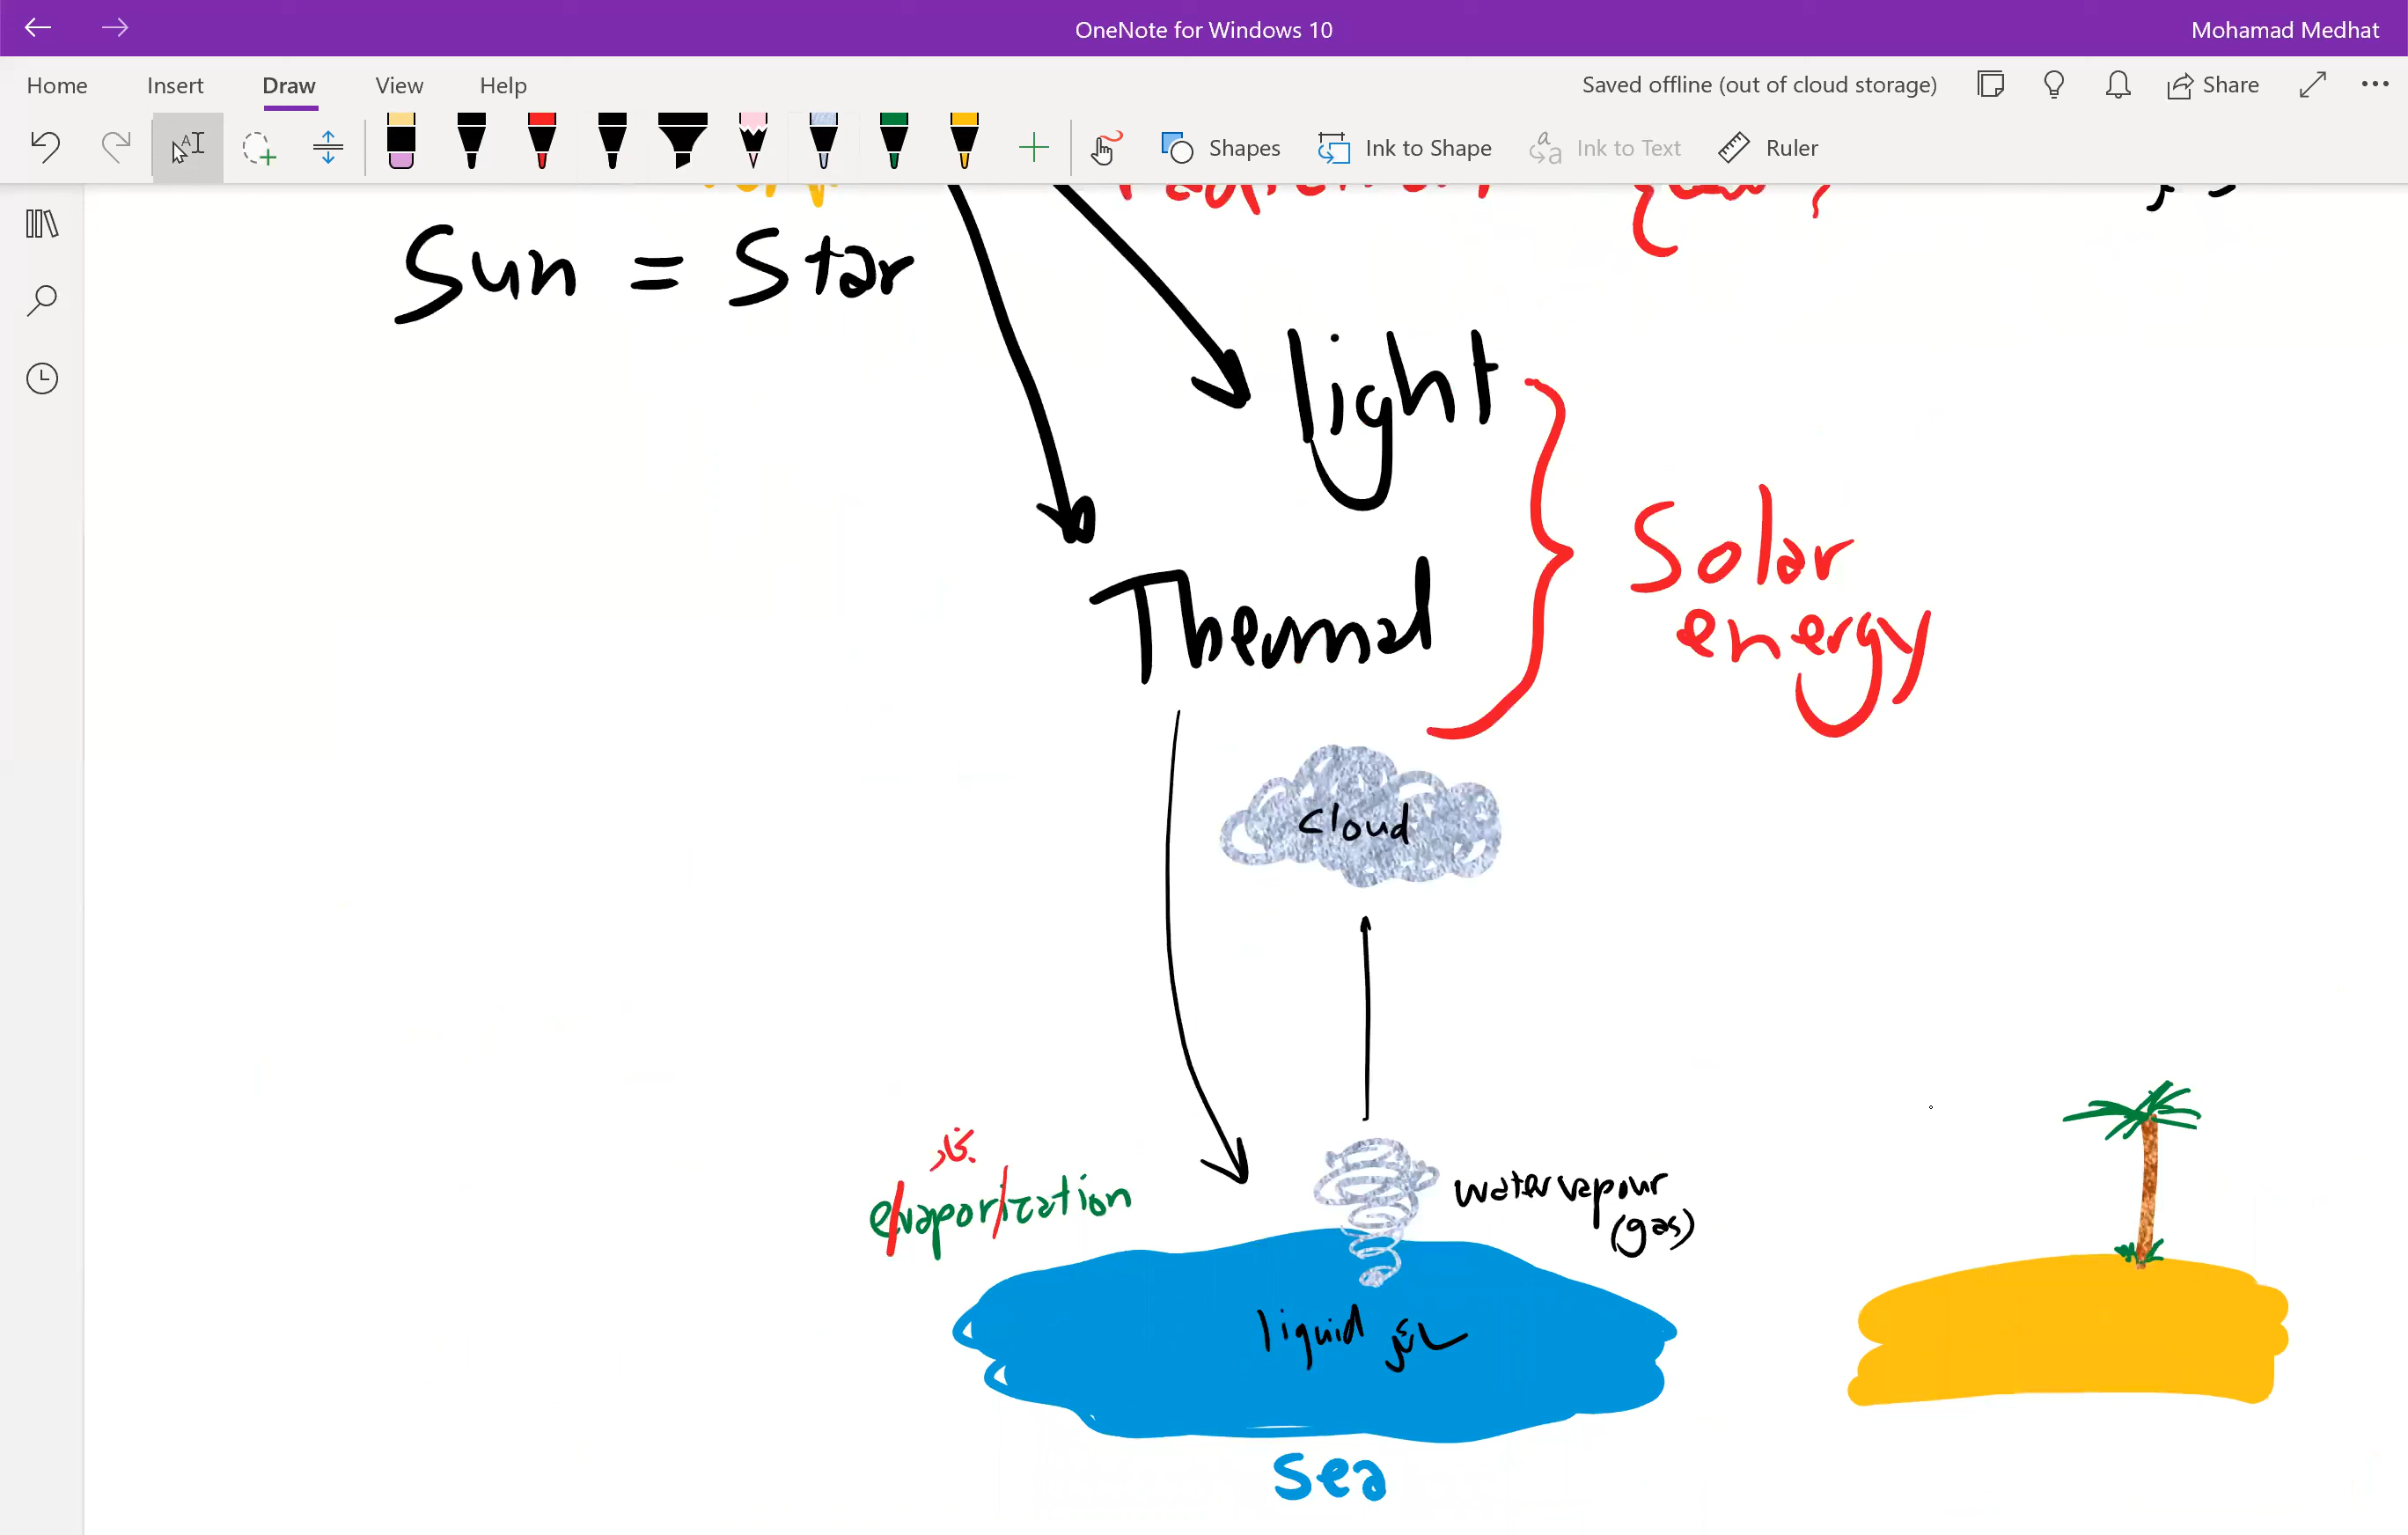 OneNote for Windows 10
Mohamad Medhat
Home Insert Draw View Help
Saved offline (out of cloud storage)
Share
Shapes
Ink to Shape
Ink to Text
Ruler
Sun = Star
light
Thermal
Solar
energy
cloud
evaporization
water vapour
(gas)
liquid سائل
Sea